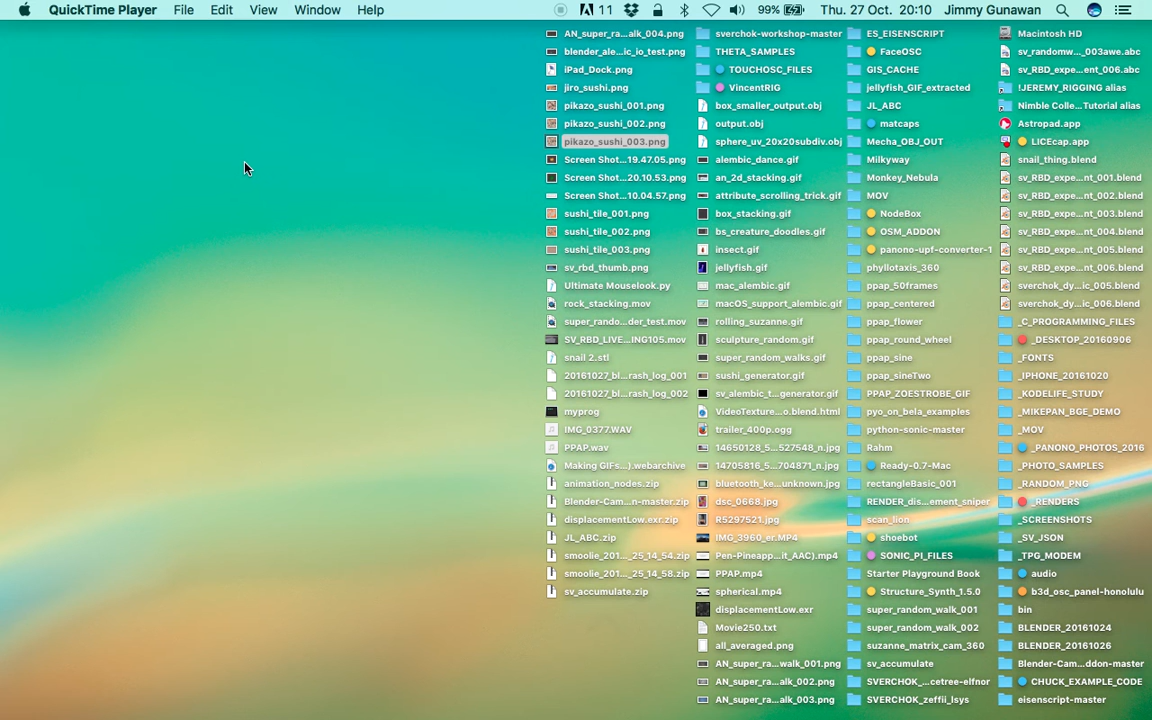 QuickTime Player File Edit View Window Help 11 99% Thu. 27 Oct. 20:10 Jimmy Gunawan
AN_super_ra...alk_004.png
blender_ale...ic_io_test.png
iPad_Dock.png
jiro_sushi.png
pikazo_sushi_001.png
pikazo_sushi_002.png
pikazo_sushi_003.png
Screen Shot...19.47.05.png
Screen Shot...20.10.53.png
Screen Shot...10.04.57.png
sushi_tile_001.png
sushi_tile_002.png
sushi_tile_003.png
sv_rbd_thumb.png
Ultimate Mouselook.py
rock_stacking.mov
super_rando...der_test.mov
SV_RBD_LIVE...ING105.mov
snail 2.stl
20161027_bl...rash_log_001
20161027_bl...rash_log_002
myprog
IMG_0377.WAV
PPAP.wav
Making GIFs...).webarchive
animation_nodes.zip
Blender-Cam...n-master.zip
displacementLow.exr.zip
JL_ABC.zip
smoolie_201..._25_14_54.zip
smoolie_201..._25_14_58.zip
sv_accumulate.zip
sverchok-workshop-master
THETA_SAMPLES
TOUCHOSC_FILES
VincentRIG
box_smaller_output.obj
output.obj
sphere_uv_20x20subdiv.obj
alembic_dance.gif
an_2d_stacking.gif
attribute_scrolling_trick.gif
box_stacking.gif
bs_creature_doodles.gif
insect.gif
jellyfish.gif
mac_alembic.gif
macOS_support_alembic.gif
rolling_suzanne.gif
sculpture_random.gif
super_random_walks.gif
sushi_generator.gif
sv_alembic_t...generator.gif
VideoTexture...o.blend.html
trailer_400p.ogg
14650128_5...527548_n.jpg
14705816_5...704871_n.jpg
bluetooth_ke...unknown.jpg
dsc_0668.jpg
R5297521.jpg
IMG_3960_er.MP4
Pen-Pineapp...it_AAC).mp4
PPAP.mp4
spherical.mp4
displacementLow.exr
Movie250.txt
all_averaged.png
AN_super_ra...walk_001.png
AN_super_ra...alk_002.png
AN_super_ra...alk_003.png
ES_EISENSCRIPT
FaceOSC
GIS_CACHE
jellyfish_GIF_extracted
JL_ABC
matcaps
Mecha_OBJ_OUT
Milkyway
Monkey_Nebula
MOV
NodeBox
OSM_ADDON
panono-upf-converter-1
phyllotaxis_360
ppap_50frames
ppap_centered
ppap_flower
ppap_round_wheel
ppap_sine
ppap_sineTwo
PPAP_ZOESTROBE_GIF
pyo_on_bela_examples
python-sonic-master
Rahm
Ready-0.7-Mac
rectangleBasic_001
RENDER_dis...ement_sniper
scan_lion
shoebot
SONIC_PI_FILES
Starter Playground Book
Structure_Synth_1.5.0
super_random_walk_001
super_random_walk_002
suzanne_matrix_cam_360
sv_accumulate
SVERCHOK_...cetree-elfnor
SVERCHOK_zeffii_lsys
Macintosh HD
sv_randomw..._003awe.abc
sv_RBD_expe...ent_006.abc
!JEREMY_RIGGING alias
Nimble Colle...Tutorial alias
Astropad.app
LICEcap.app
snail_thing.blend
sv_RBD_expe...nt_001.blend
sv_RBD_expe...nt_002.blend
sv_RBD_expe...nt_003.blend
sv_RBD_expe...nt_004.blend
sv_RBD_expe...nt_005.blend
sv_RBD_expe...nt_006.blend
sverchok_dy...ic_005.blend
sverchok_dy...ic_006.blend
_C_PROGRAMMING_FILES
_DESKTOP_20160906
_FONTS
_IPHONE_20161020
_KODELIFE_STUDY
_MIKEPAN_BGE_DEMO
_MOV
_PANONO_PHOTOS_2016
_PHOTO_SAMPLES
_RANDOM_PNG
_RENDERS
_SCREENSHOTS
_SV_JSON
_TPG_MODEM
audio
b3d_osc_panel-honolulu
bin
BLENDER_20161024
BLENDER_20161026
Blender-Cam...ddon-master
CHUCK_EXAMPLE_CODE
eisenscript-master